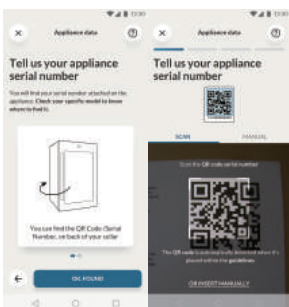 Appliance data
Tell us your appliance
serial number
You will find your serial number attached on the
appliance. Check your specific model to know
where to find it.
You can find the QR Code (Serial
Number, on back of your cellar
OK, FOUND
Appliance data
Tell us your appliance
serial number
SCAN
MANUAL
Scan the QR code serial number
The QR code is automatically detected when it's
placed within the guidelines
OR INSERT MANUALLY